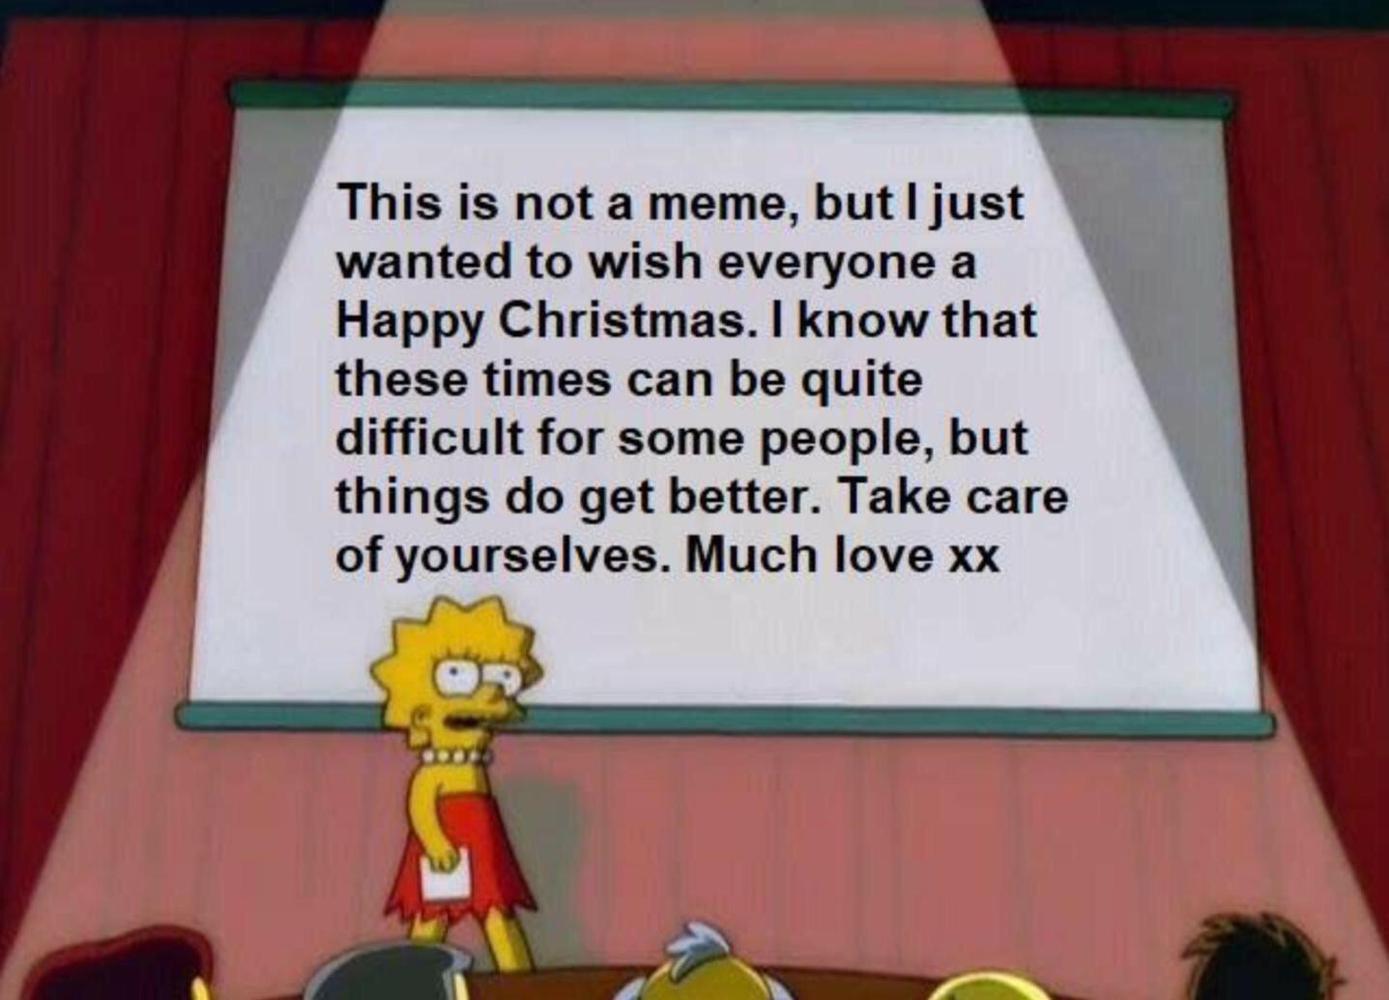 This is not a meme, but I just
wanted to wish everyone a
Happy Christmas. I know that
these times can be quite
difficult for some people, but
things do get better. Take care
of yourselves. Much love xx